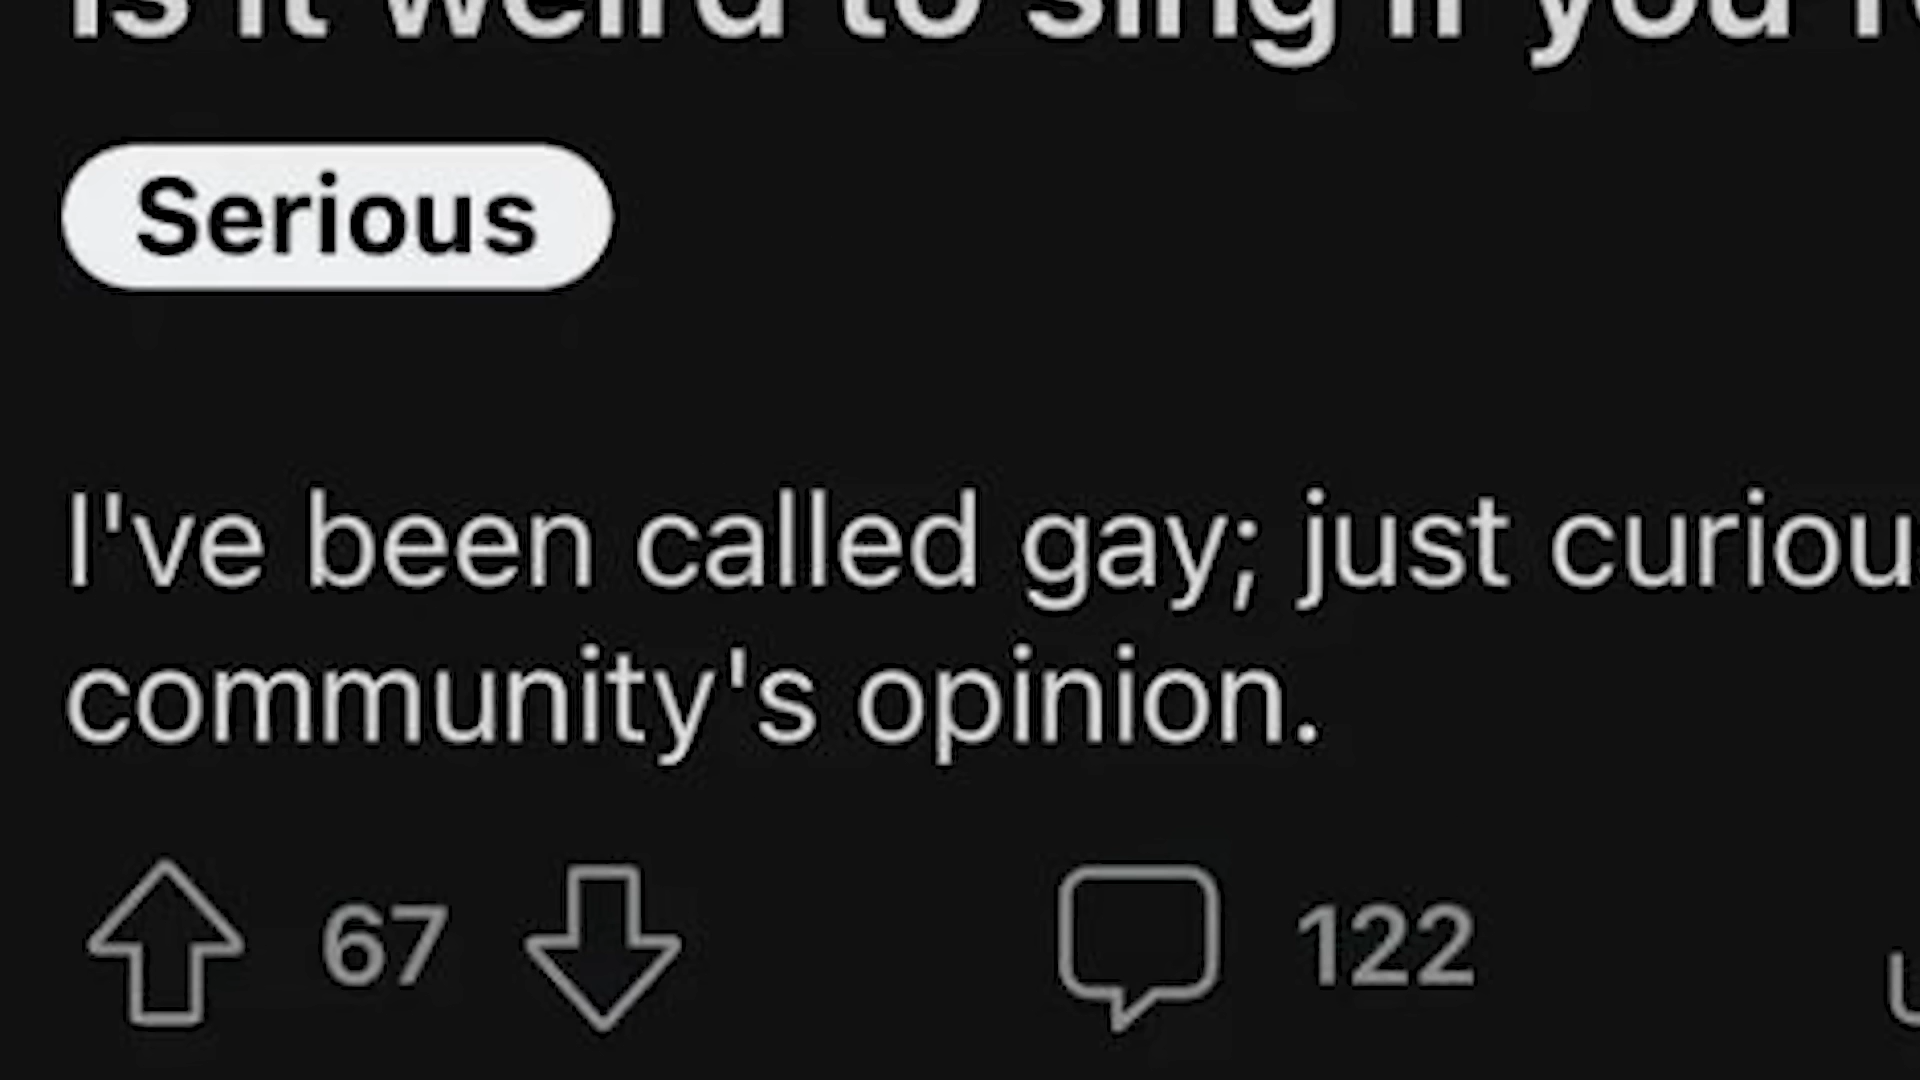 Is it weird to sing if you
Serious
I've been called gay; just curiou
community's opinion.
67 122